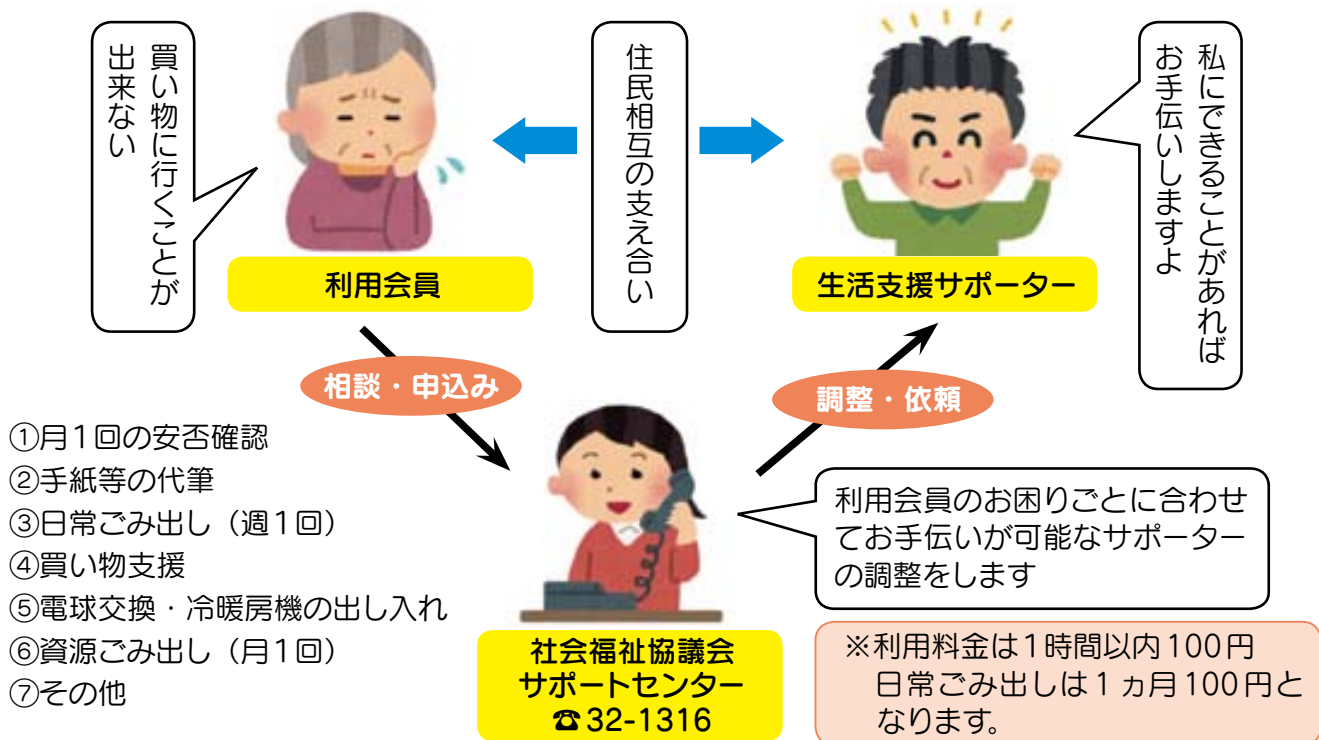 買い物に行くことが
出来ない
利用会員
住民相互の支え合い
生活支援サポーター
私にできることがあれば
お手伝いしますよ
相談・申込み
調整・依頼
①月1回の安否確認
②手紙等の代筆
③日常ごみ出し（週1回）
④買い物支援
⑤電球交換・冷暖房機の出し入れ
⑥資源ごみ出し（月1回）
⑦その他
社会福祉協議会
サポートセンター
☎32-1316
利用会員のお困りごとに合わせ
てお手伝いが可能なサポーター
の調整をします
※利用料金は1時間以内100円
日常ごみ出しは1ヵ月100円と
なります。